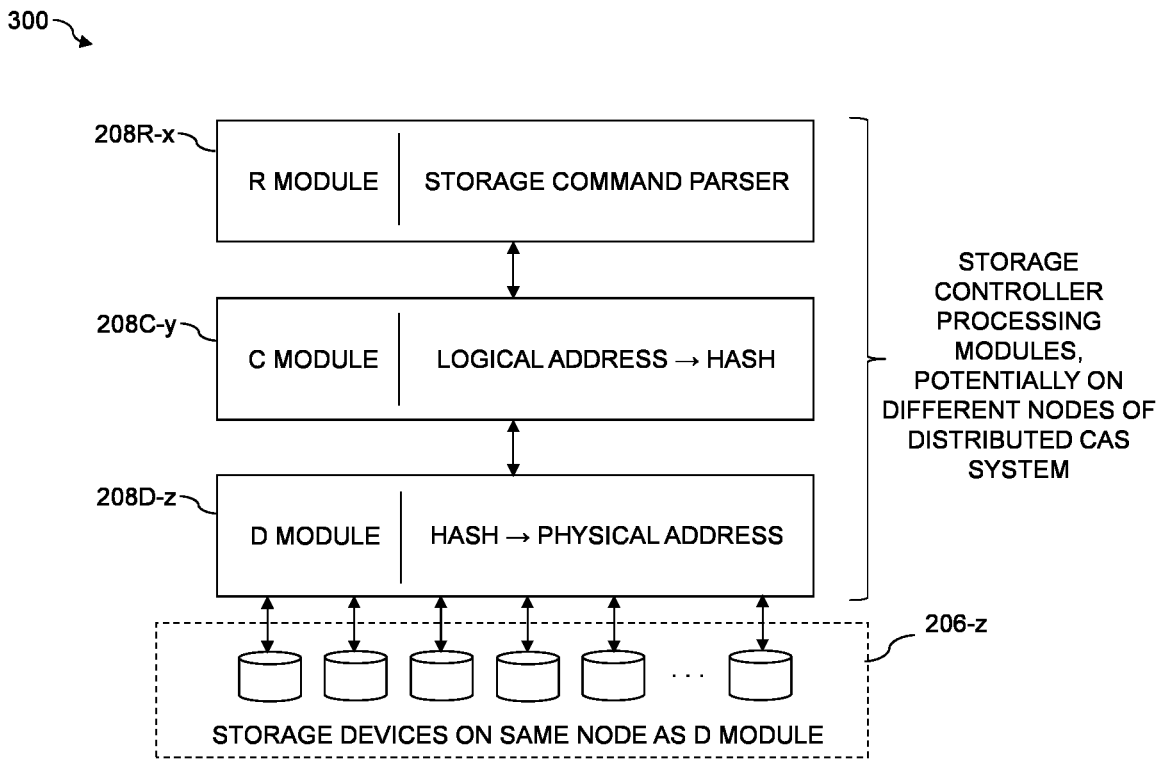 300
208R-x
R MODULE
STORAGE COMMAND PARSER
208C-y
C MODULE
LOGICAL ADDRESS → HASH
208D-z
D MODULE
HASH → PHYSICAL ADDRESS
STORAGE
CONTROLLER
PROCESSING
MODULES,
POTENTIALLY ON
DIFFERENT NODES OF
DISTRIBUTED CAS
SYSTEM
206-z
. . .
STORAGE DEVICES ON SAME NODE AS D MODULE